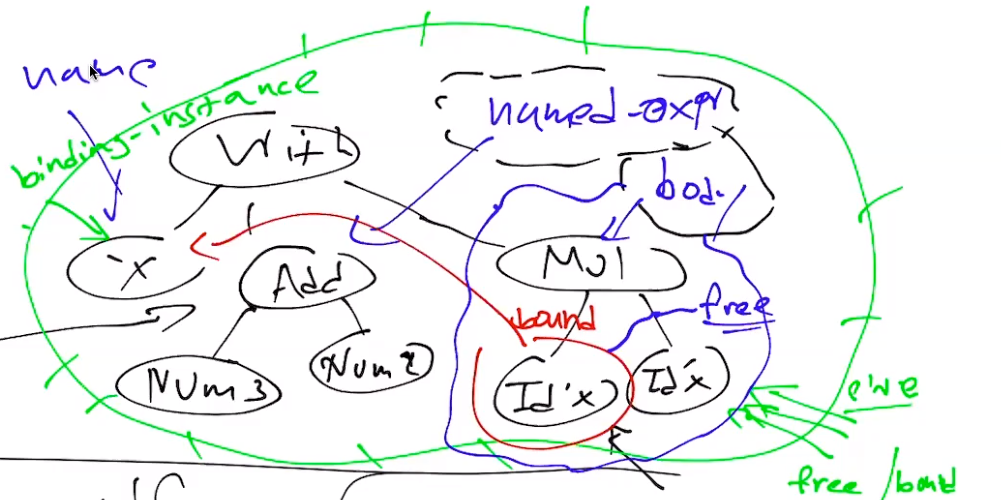 name
binding-instance
named-expr
With
body
'x
Add
Mul
bound
free
Num 3
Num 2
Id 'x
Id 'x
free / bound